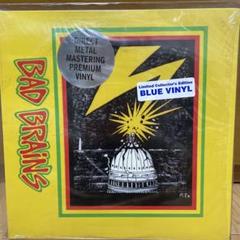 DIRECT
METAL
MASTERING
PREMIUM
VINYL
Limited Collector's Edition
BLUE VINYL
BAD BRAINS